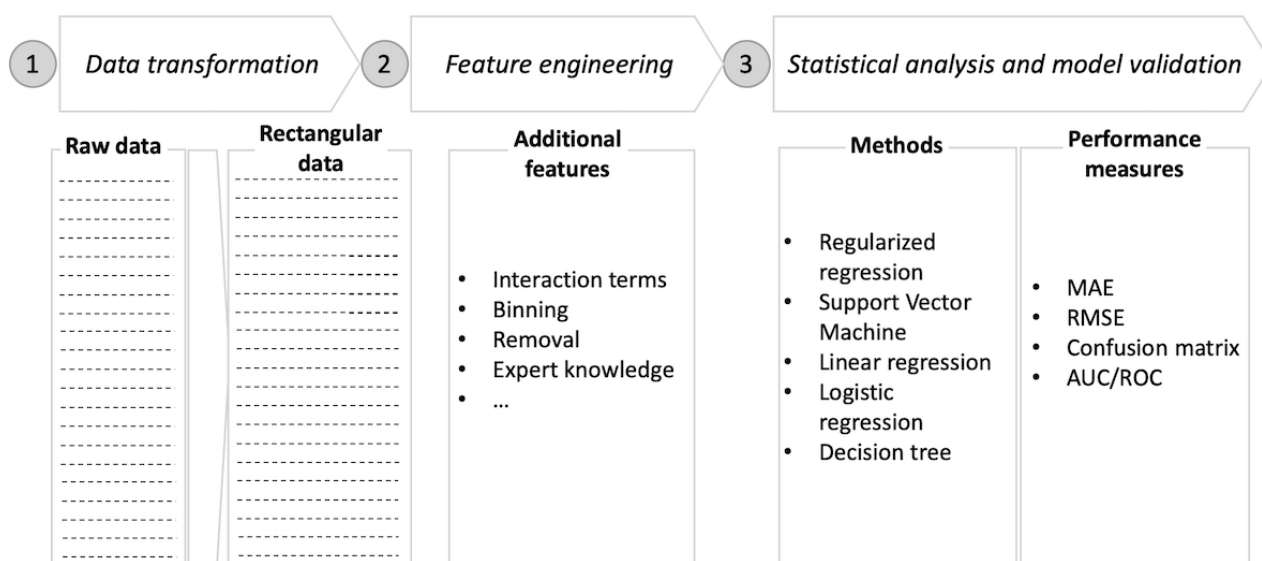 1
Data transformation
2
Feature engineering
3
Statistical analysis and model validation
Raw data
Rectangular
data
Additional
features
• Interaction terms
• Binning
• Removal
• Expert knowledge
• ...
Methods
• Regularized
regression
• Support Vector
Machine
• Linear regression
• Logistic
regression
• Decision tree
Performance
measures
• MAE
• RMSE
• Confusion matrix
• AUC/ROC